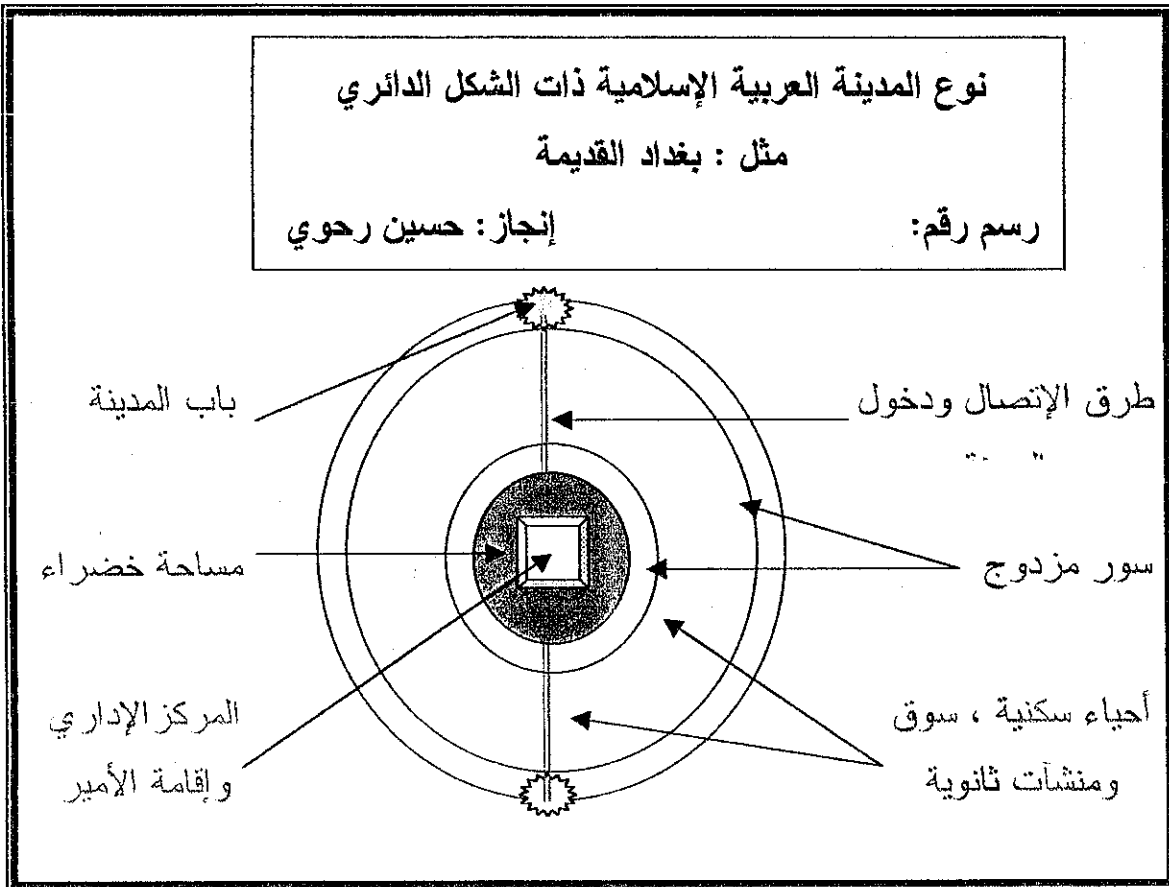 نوع المدينة العربية الإسلامية ذات الشكل الدائري
مثل : بغداد القديمة
رسم رقم: إنجاز: حسين رحوي
طرق الإتصال ودخول
باب المدينة
سور مزدوج
مساحة خضراء
أحياء سكنية ، سوق
ومنشآت ثانوية
المركز الإداري
وإقامة الأمير